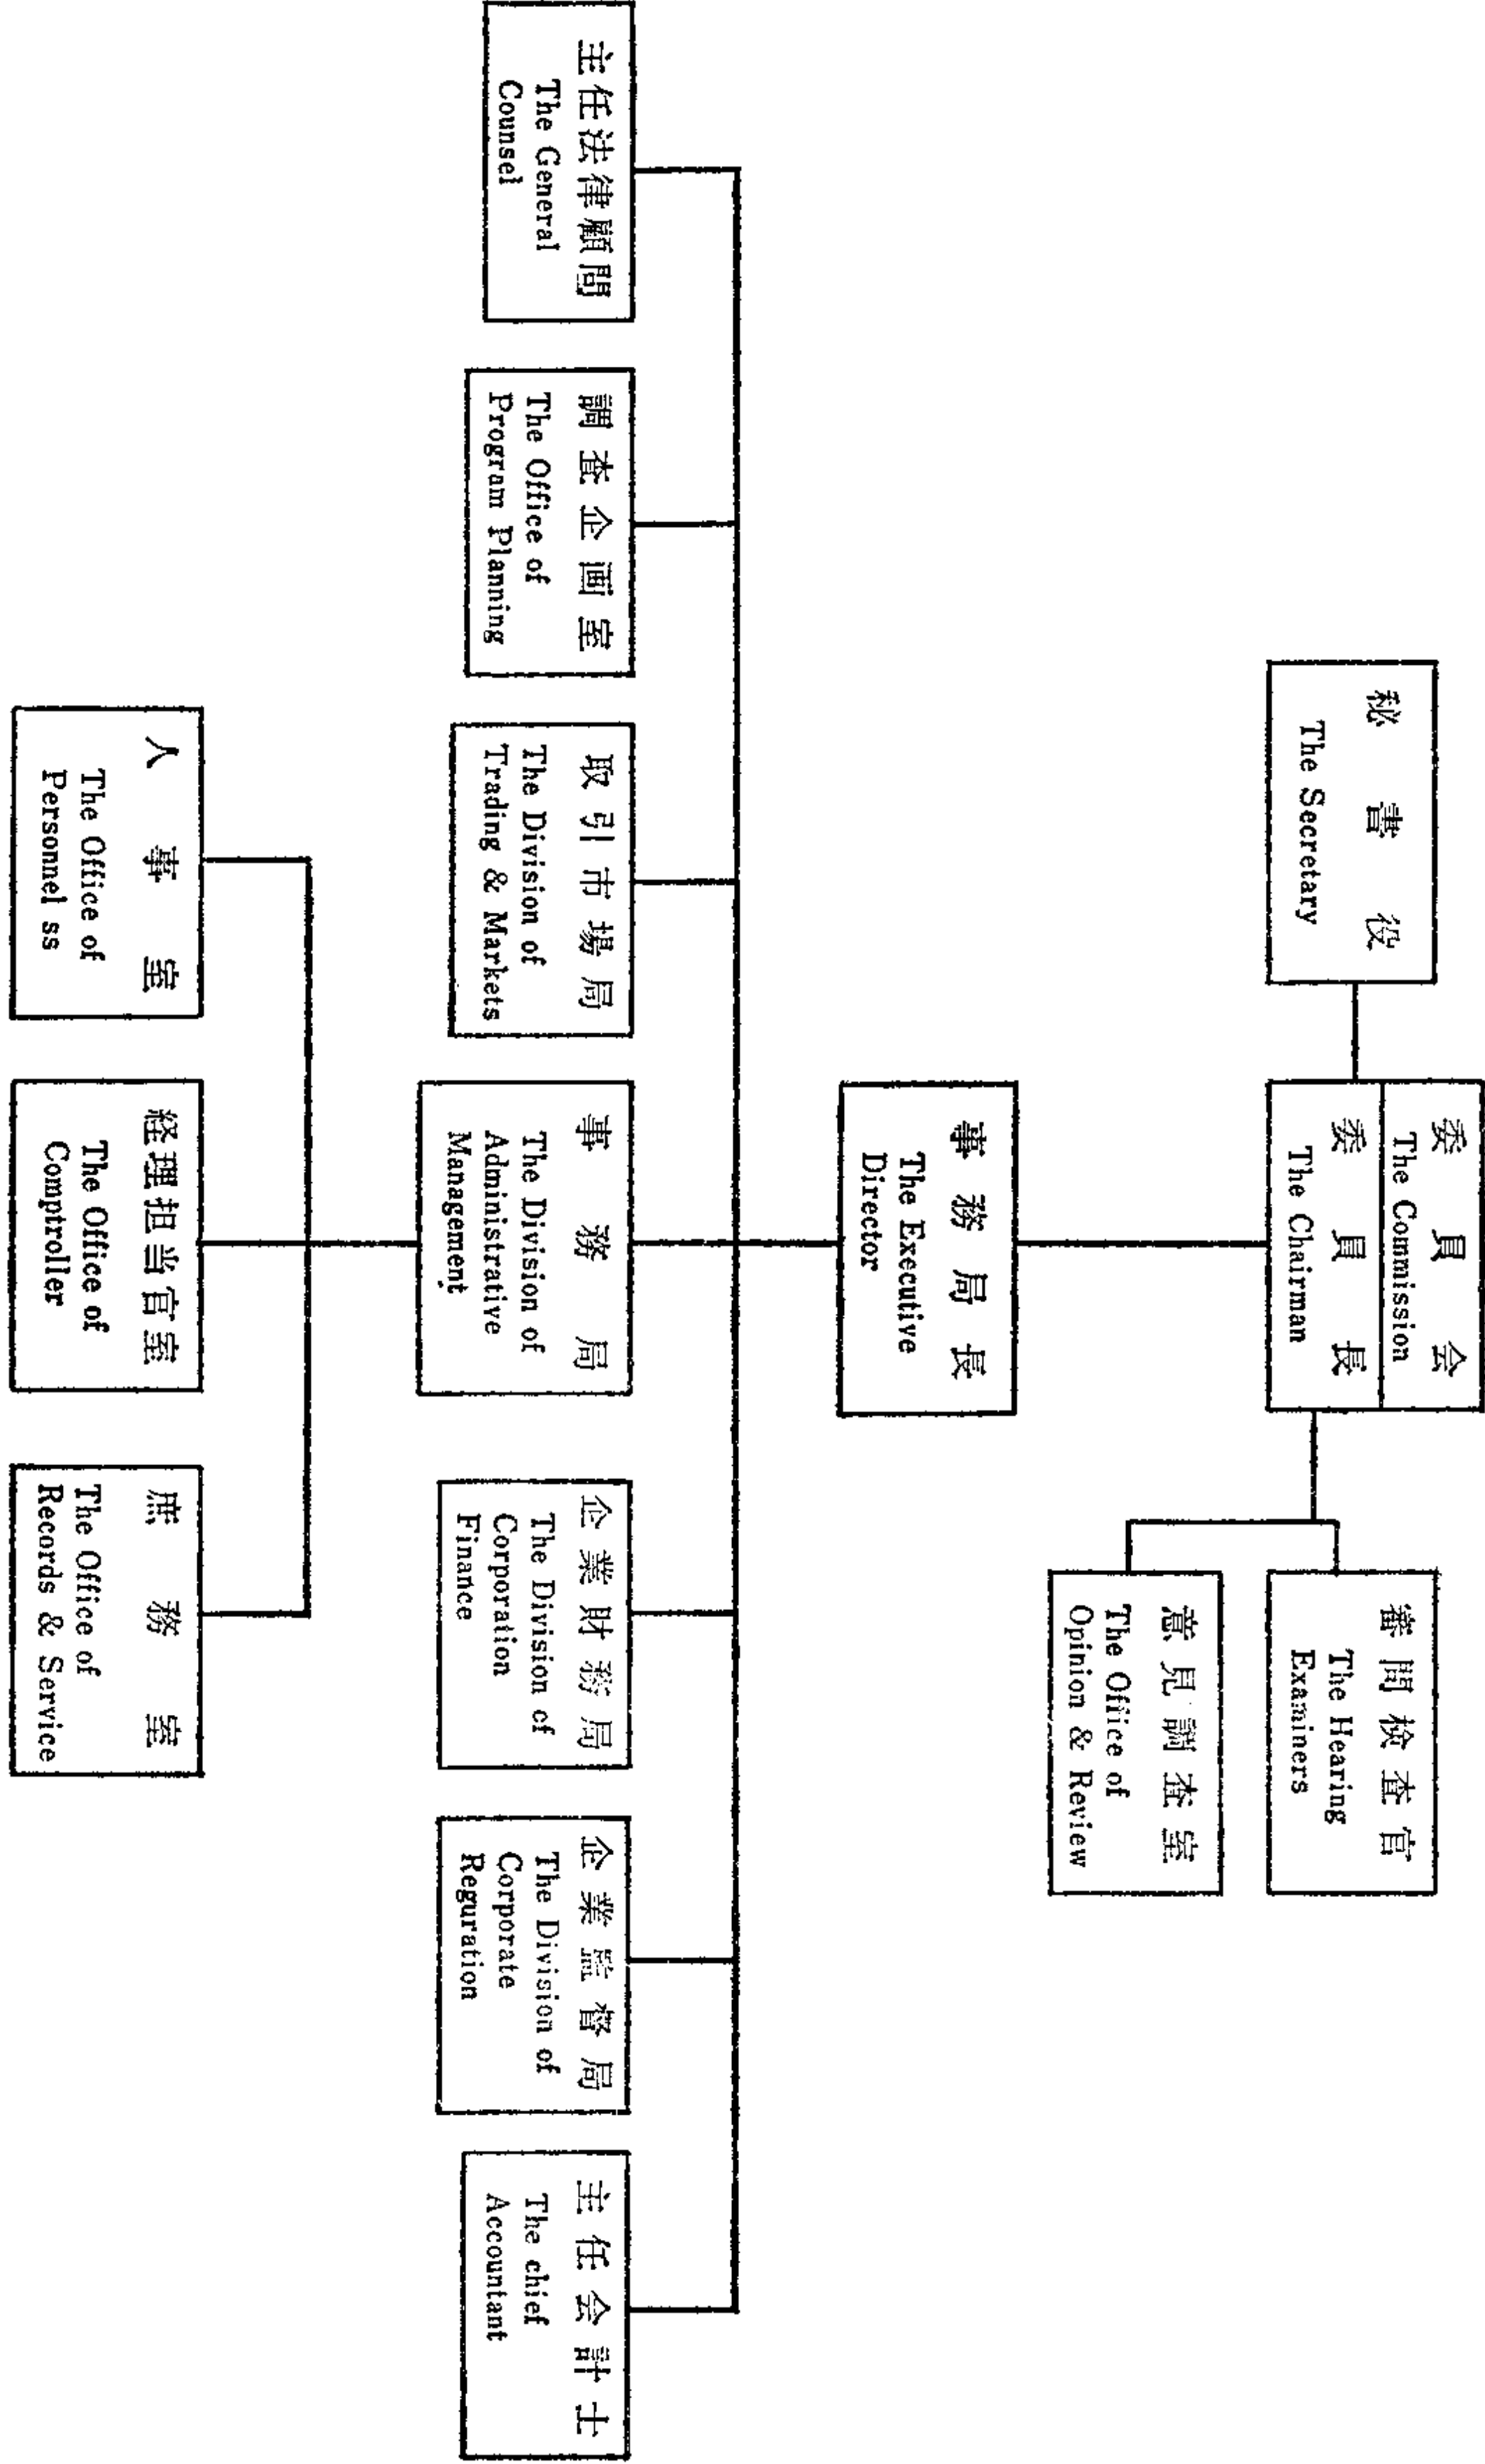 委員会
The Commission
委員長
The Chairman
秘書役
The Secretary
審問検査官
The Hearing
Examiners
意見調査室
The Office of
Opinion & Review
事務局長
The Executive
Director
主任法律顧問
The General
Counsel
調査企画室
The Office of
Program Planning
取引市場局
The Division of
Trading & Markets
事務局
The Division of
Administrative
Management
企業財務局
The Division of
Corporation
Finance
企業監督局
The Division of
Corporate
Reguration
主任会計士
The chief
Accountant
人事室
The Office of
Personnel ss
経理担当官室
The Office of
Comptroller
庶務室
The Office of
Records & Service